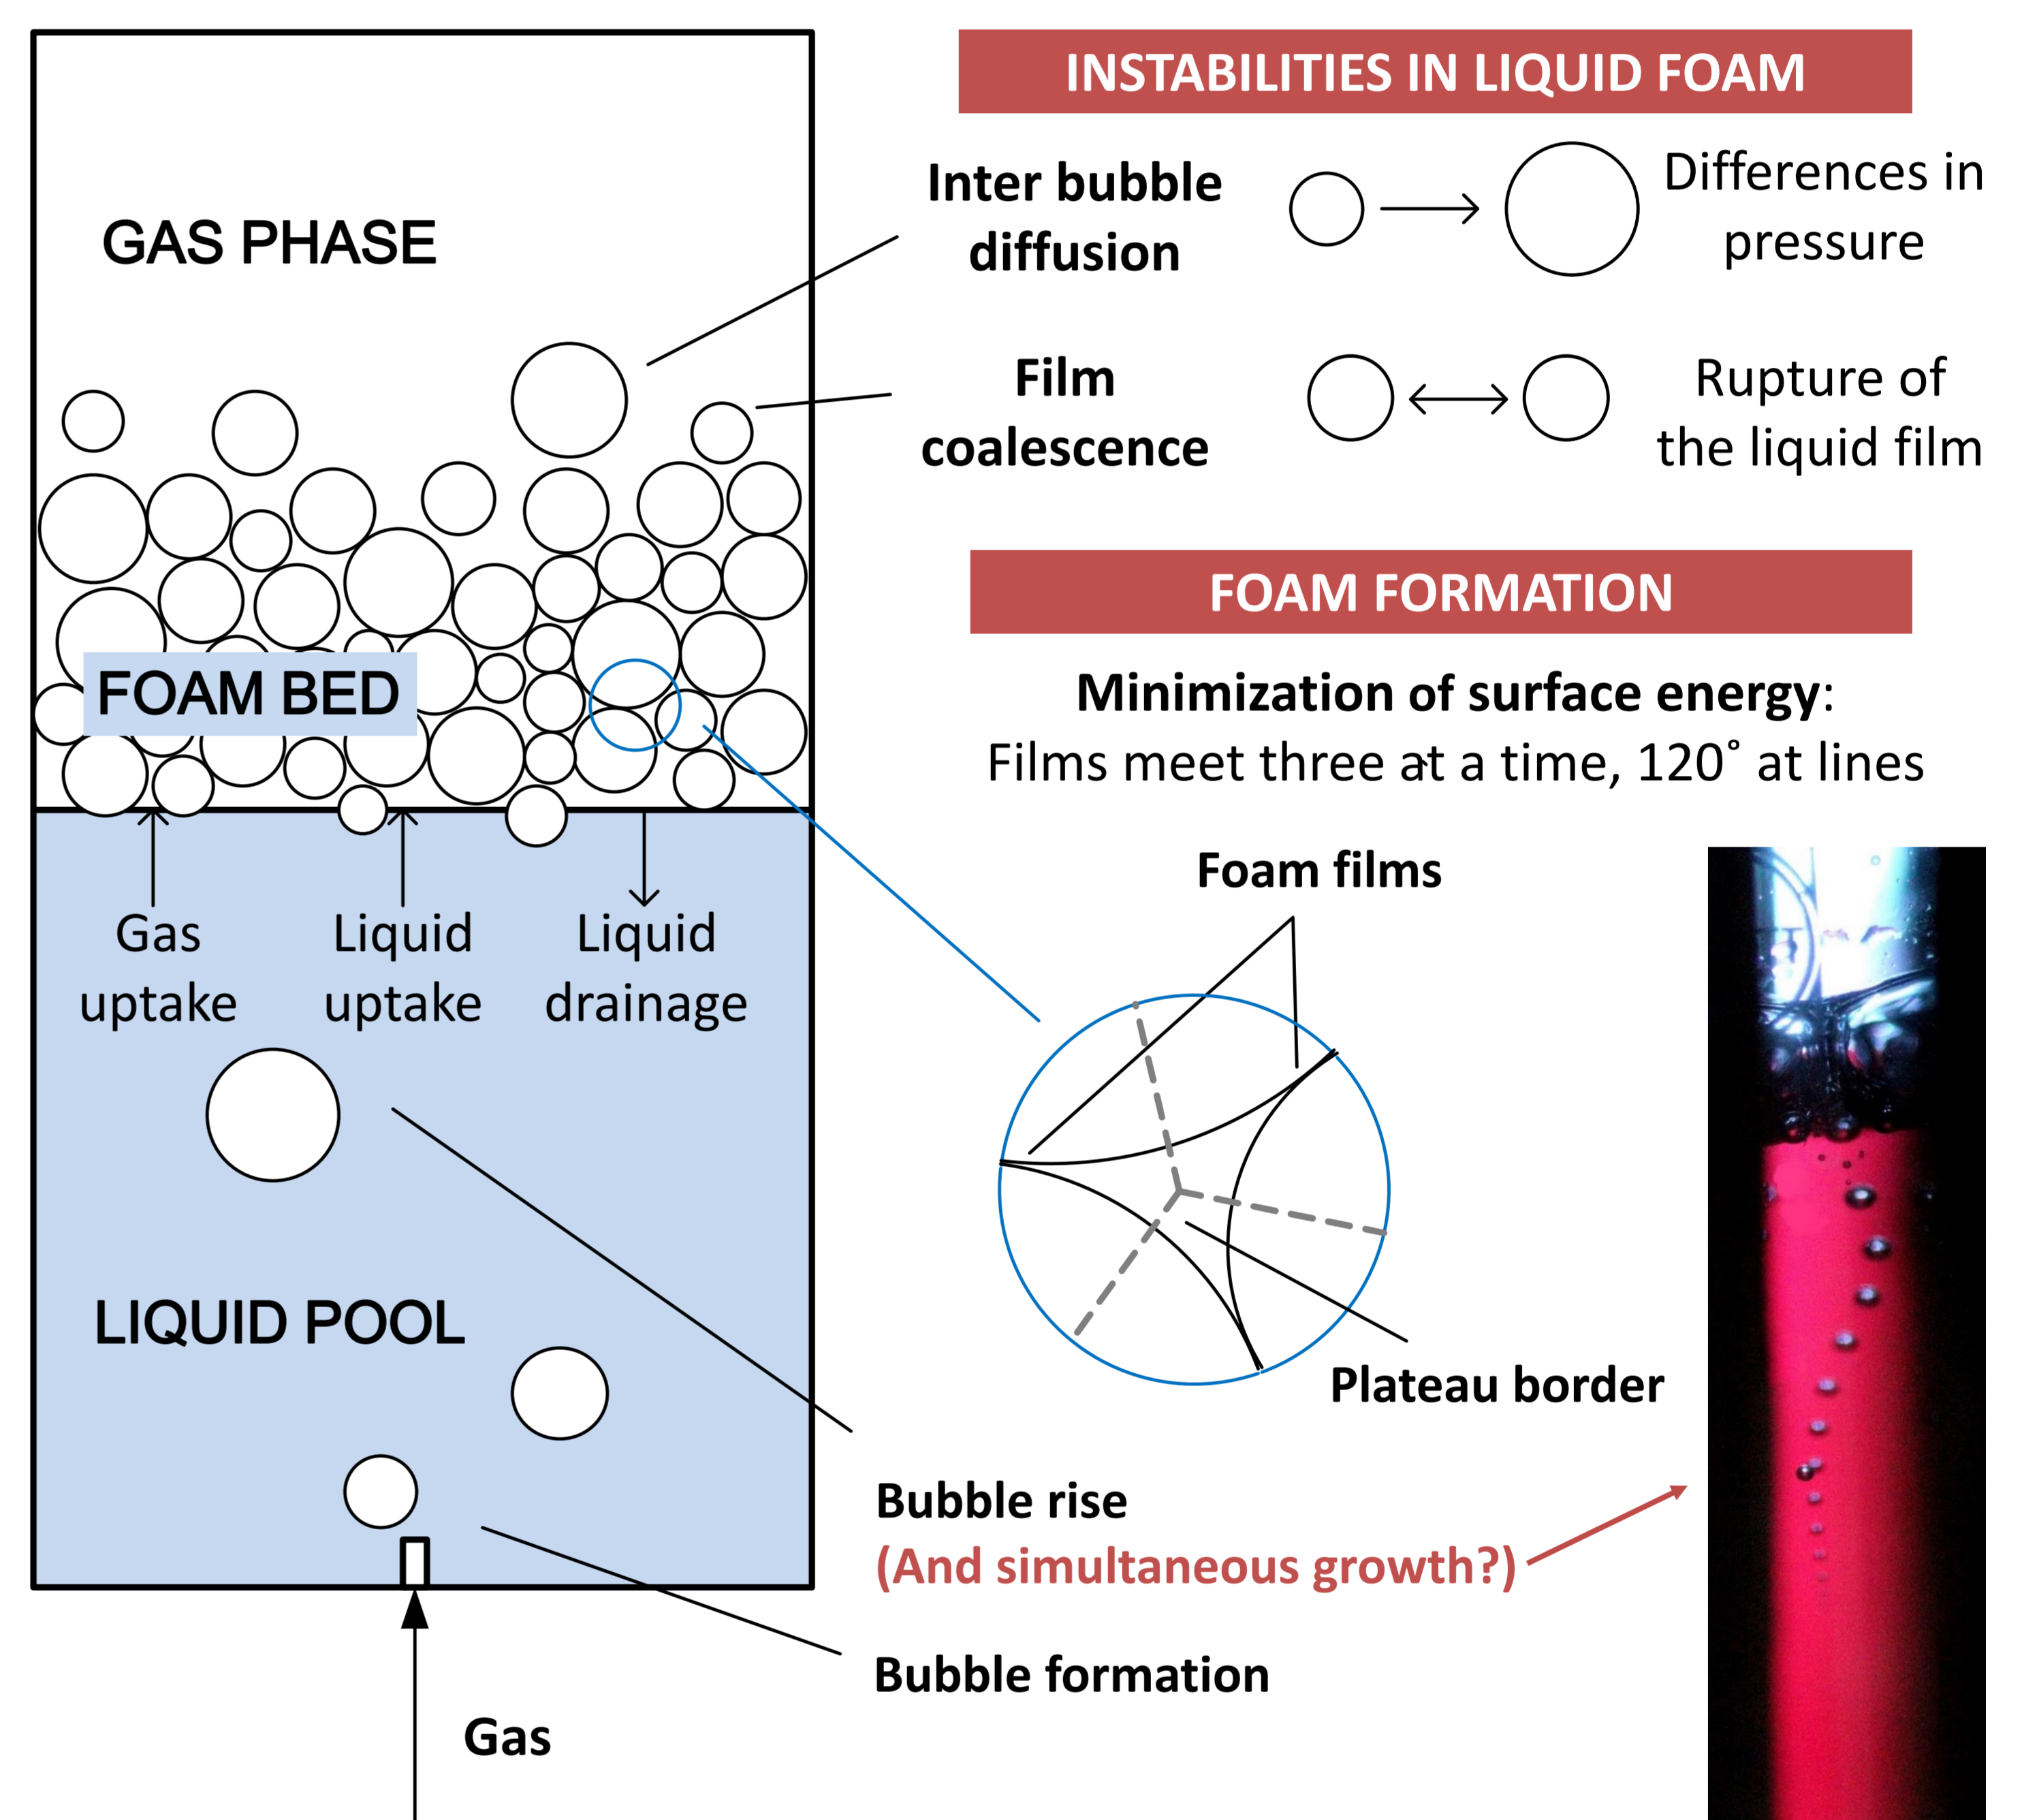 INSTABILITIES IN LIQUID FOAM
GAS PHASE
Inter bubble
diffusion
Differences in
pressure
Film
coalescence
Rupture of
the liquid film
FOAM FORMATION
FOAM BED
Minimization of surface energy:
Films meet three at a time, 120˚ at lines
Foam films
Gas
uptake
Liquid
uptake
Liquid
drainage
LIQUID POOL
Plateau border
Bubble rise
(And simultaneous growth?)
Bubble formation
Gas